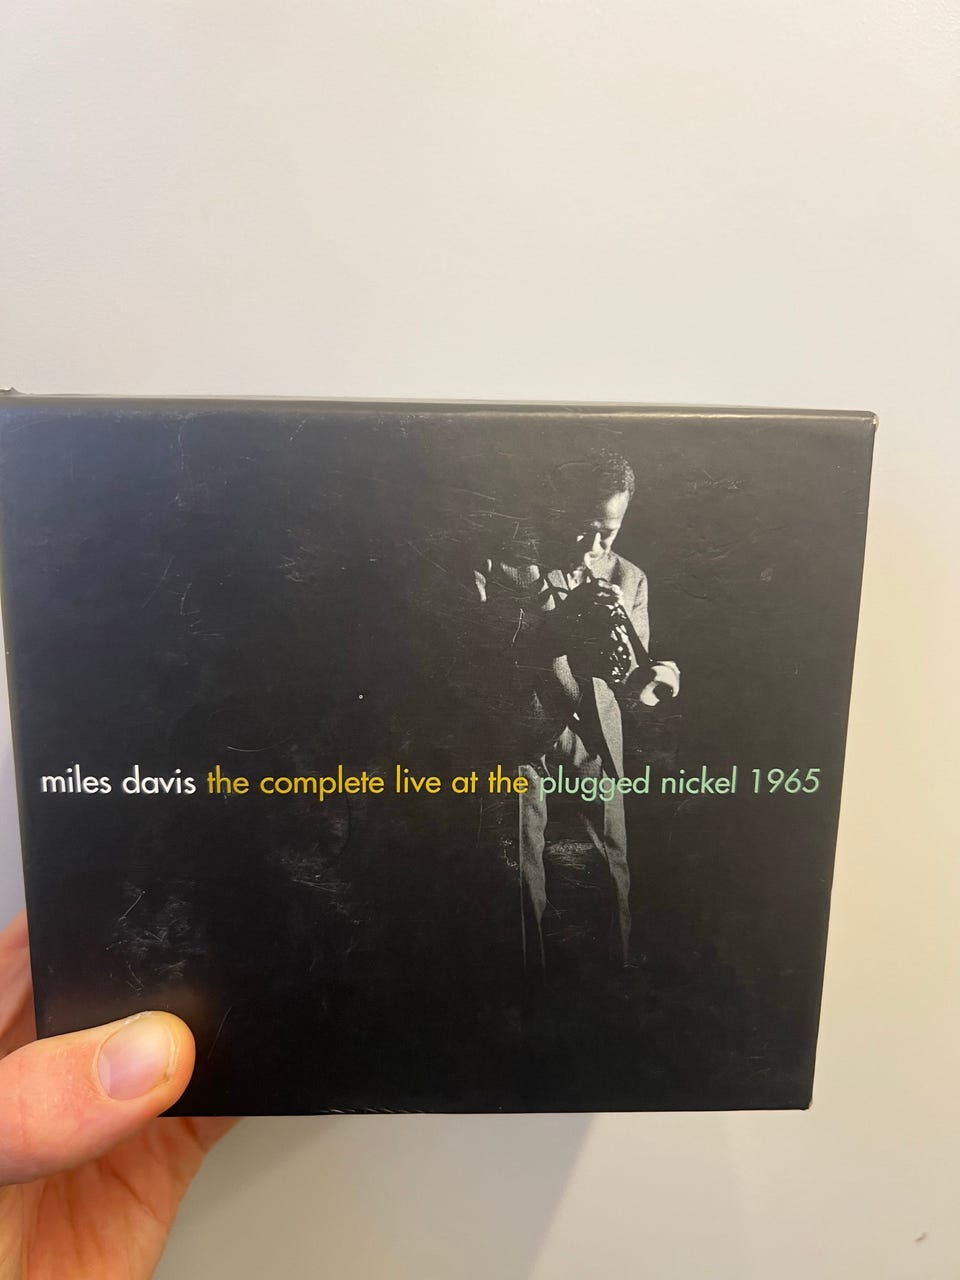 miles davis the complete live at the plugged nickel 1965